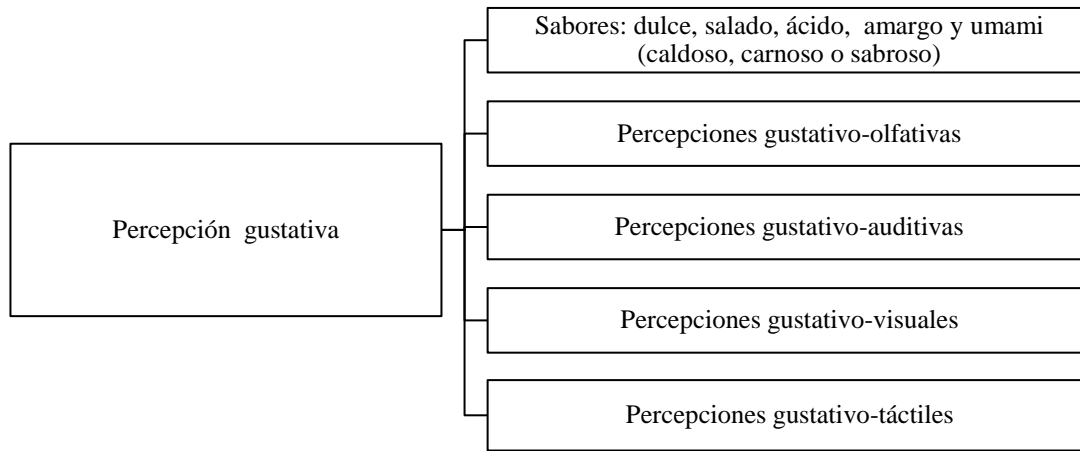 Sabores: dulce, salado, ácido, amargo y umami
(caldoso, carnoso o sabroso)
Percepciones gustativo-olfativas
Percepción gustativa
Percepciones gustativo-auditivas
Percepciones gustativo-visuales
Percepciones gustativo-táctiles